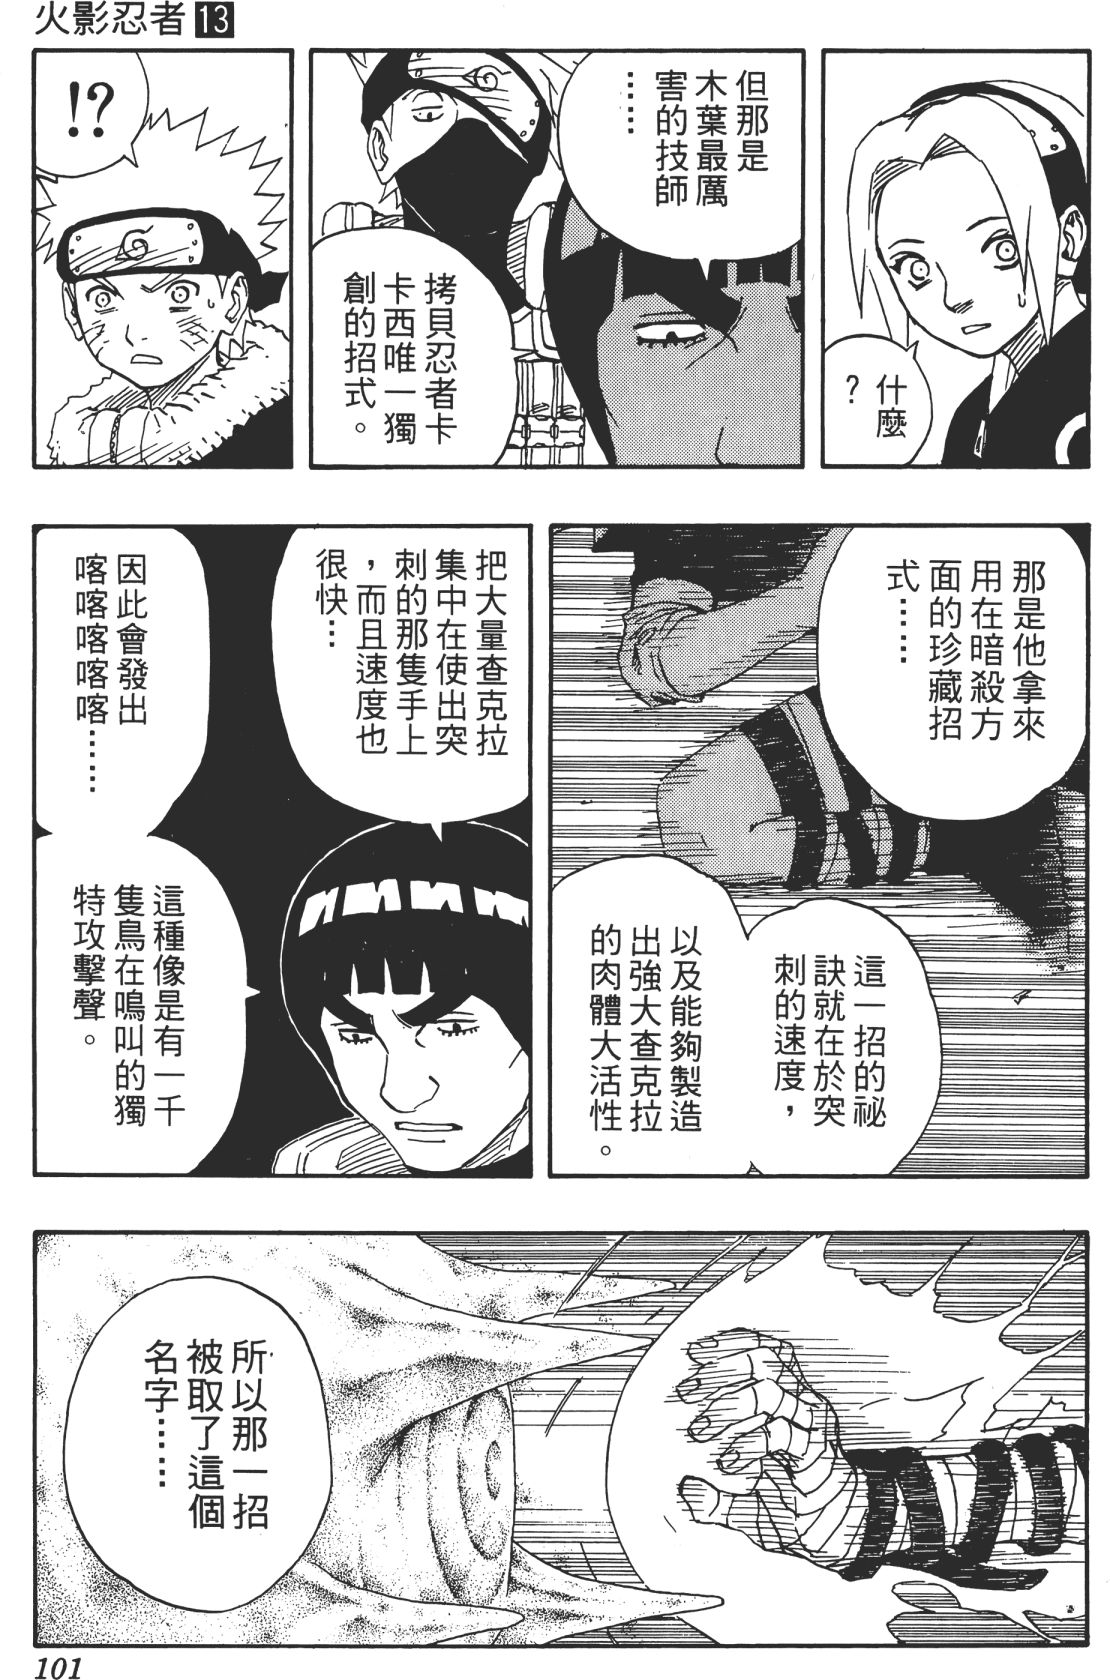 火影忍者 13
什麼
?
但那是
木葉最厲
害的技師
……
拷貝忍者卡
卡西唯一獨
創的招式。
!?
那是他拿來
用在暗殺方
面的珍藏招
式……
這一招的祕
訣就在於突
刺的速度，
以及能夠製造
出強大查克拉
的肉體大活性。
把大量查克拉
集中在使出突
刺的那隻手上
，而且速度也
很快…
因此會發出
喀喀喀喀喀……
這種像是有一千
隻鳥在鳴叫的獨
特攻擊聲。
所以那一招
被取了這個
名字……
101